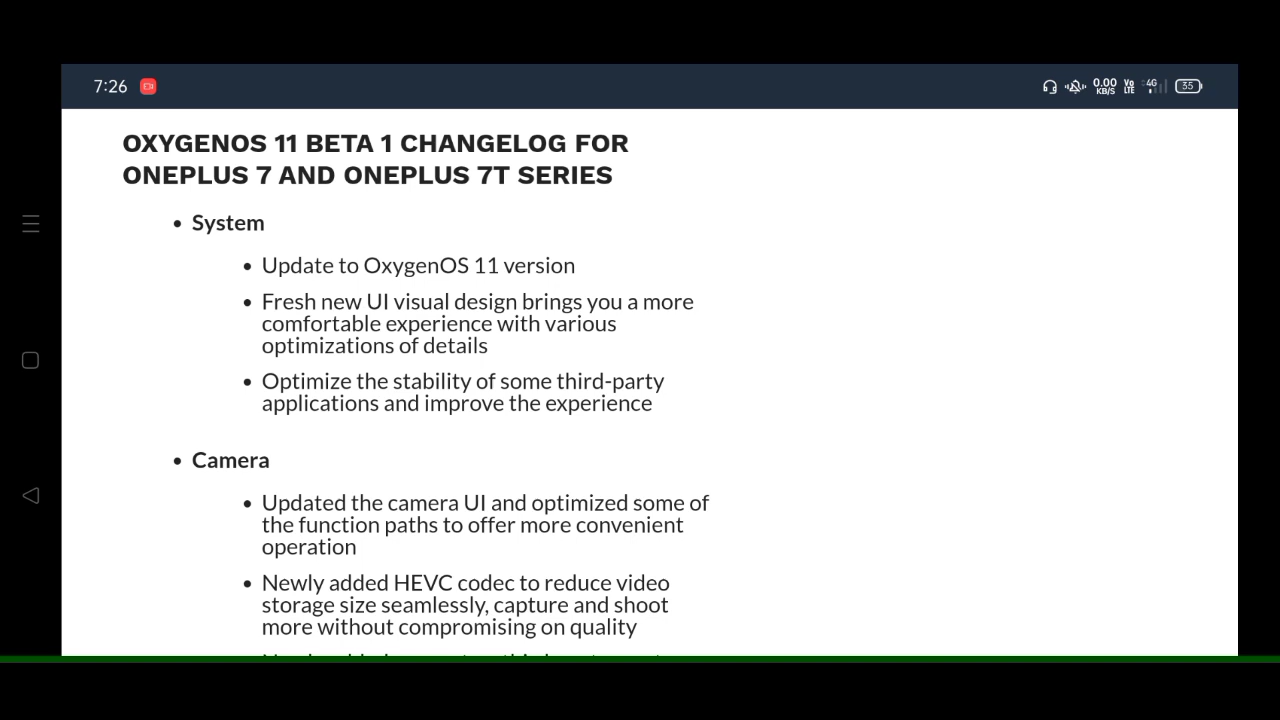 7:26
0.00 KB/S Vo LTE 4G 35
OXYGENOS 11 BETA 1 CHANGELOG FOR
ONEPLUS 7 AND ONEPLUS 7T SERIES
• System
• Update to OxygenOS 11 version
• Fresh new UI visual design brings you a more
comfortable experience with various
optimizations of details
• Optimize the stability of some third-party
applications and improve the experience
• Camera
• Updated the camera UI and optimized some of
the function paths to offer more convenient
operation
• Newly added HEVC codec to reduce video
storage size seamlessly, capture and shoot
more without compromising on quality